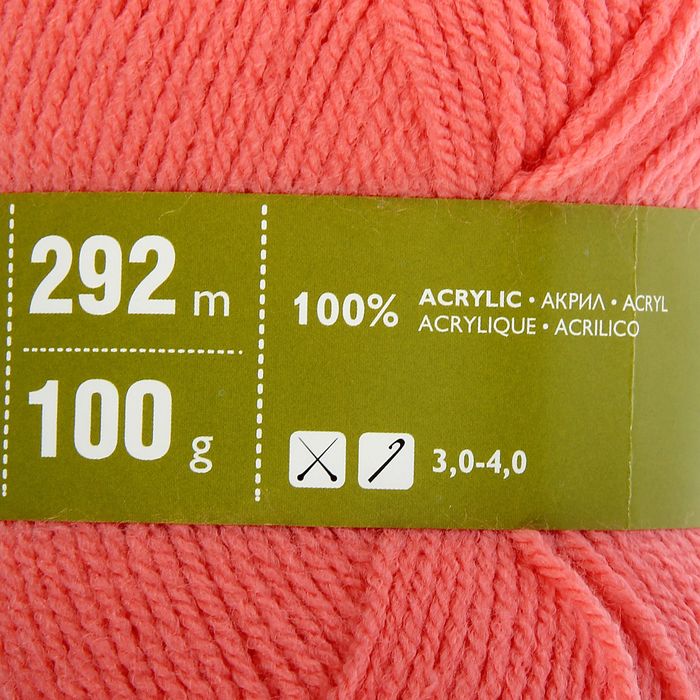 292 m
100 g
100%
ACRYLIC · АКРИЛ · ACRYL
ACRYLIQUE · ACRILICO
3,0-4,0